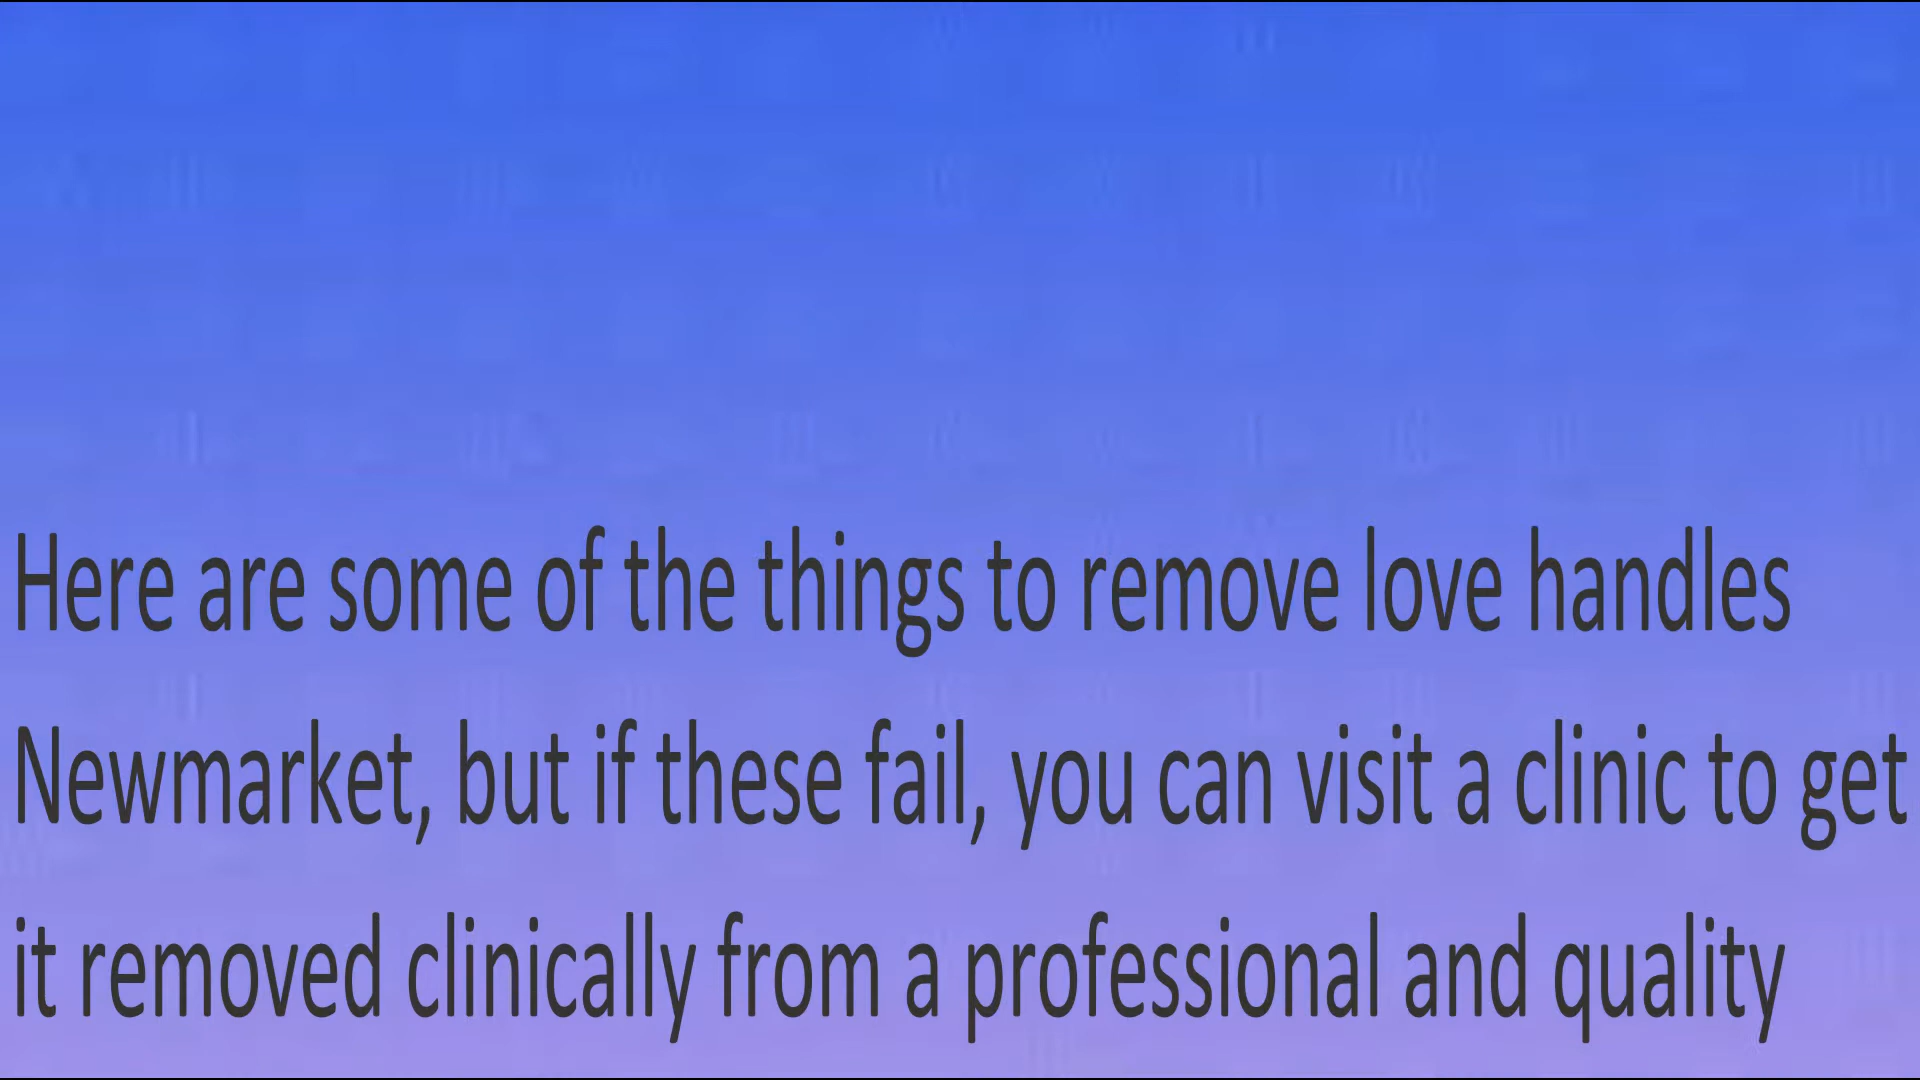 Here are some of the things to remove love handles
Newmarket, but if these fail, you can visit a clinic to get
it removed clinically from a professional and quality